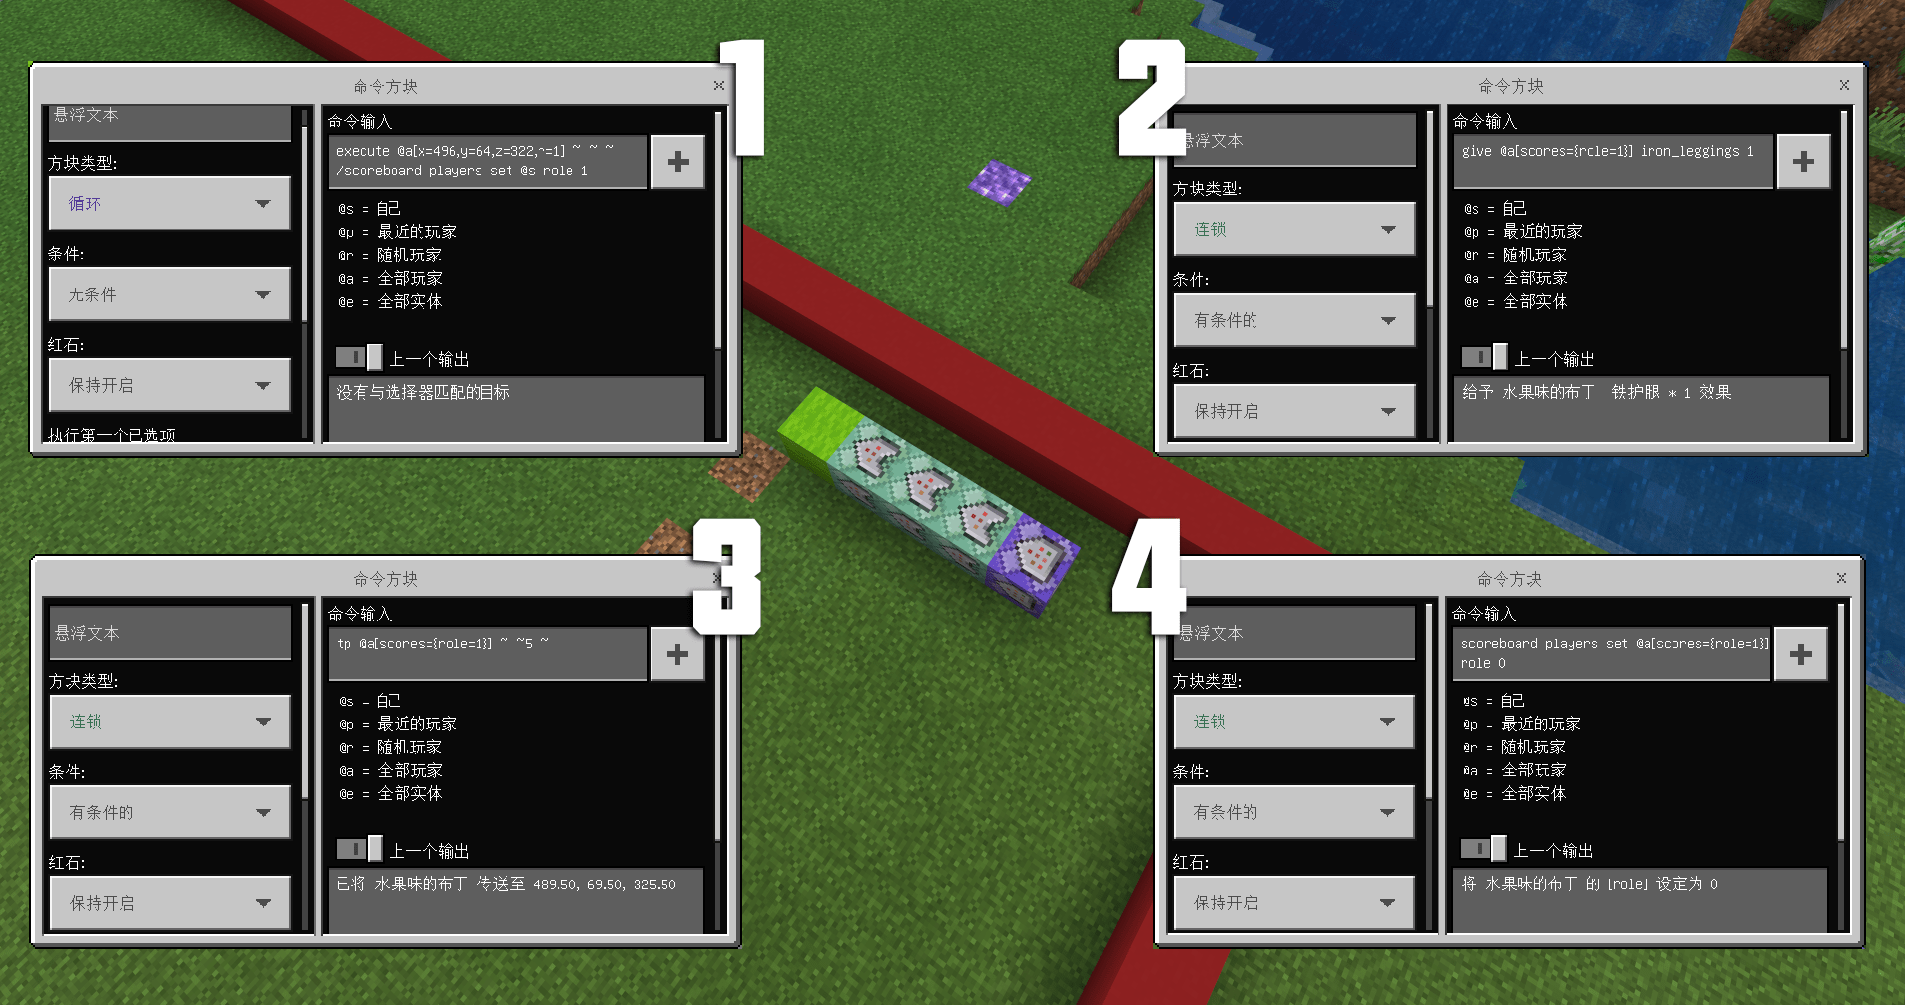 1
命令方块
悬浮文本
方块类型:
循环
条件:
无条件
红石:
保持开启
执行第一个已选项
命令输入
execute @a[x=496,y=64,z=322,r=1] ~ ~ ~
/scoreboard players set @s role 1
@s = 自己
@p = 最近的玩家
@r = 随机玩家
@a = 全部玩家
@e = 全部实体
上一个输出
没有与选择器匹配的目标
2
命令方块
悬浮文本
方块类型:
连锁
条件:
有条件的
红石:
保持开启
命令输入
give @a[scores={role=1}] iron_leggings 1
@s = 自己
@p = 最近的玩家
@r = 随机玩家
@a = 全部玩家
@e = 全部实体
上一个输出
给予 水果味的布丁 铁护腿 * 1 效果
3
命令方块
悬浮文本
方块类型:
连锁
条件:
有条件的
红石:
保持开启
命令输入
tp @a[scores={role=1}] ~ ~5 ~
@s = 自己
@p = 最近的玩家
@r = 随机玩家
@a = 全部玩家
@e = 全部实体
上一个输出
已将 水果味的布丁 传送至 489.50, 69.50, 325.50
4
命令方块
悬浮文本
方块类型:
连锁
条件:
有条件的
红石:
保持开启
命令输入
scoreboard players set @a[scores={role=1}]
role 0
@s = 自己
@p = 最近的玩家
@r = 随机玩家
@a = 全部玩家
@e = 全部实体
上一个输出
将 水果味的布丁 的 [role] 设定为 0